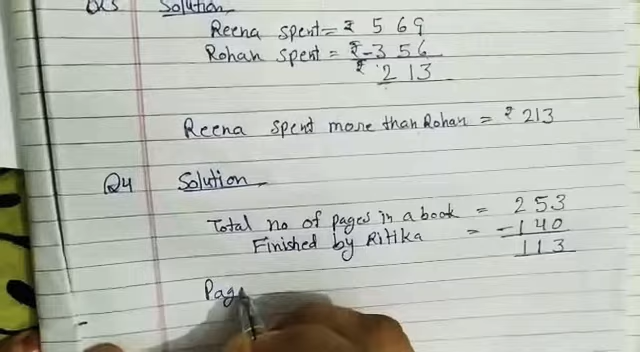 Q3 Solution
Reena spent = ₹ 5 6 9
Rohan spent = ₹ - 3 5 6
₹ 2 1 3
Reena spent more than Rohan = ₹ 213
Q4 Solution
Total no of pages in a book = 2 5 3
Finished by Ritika = - 1 4 0
1 1 3
Pag